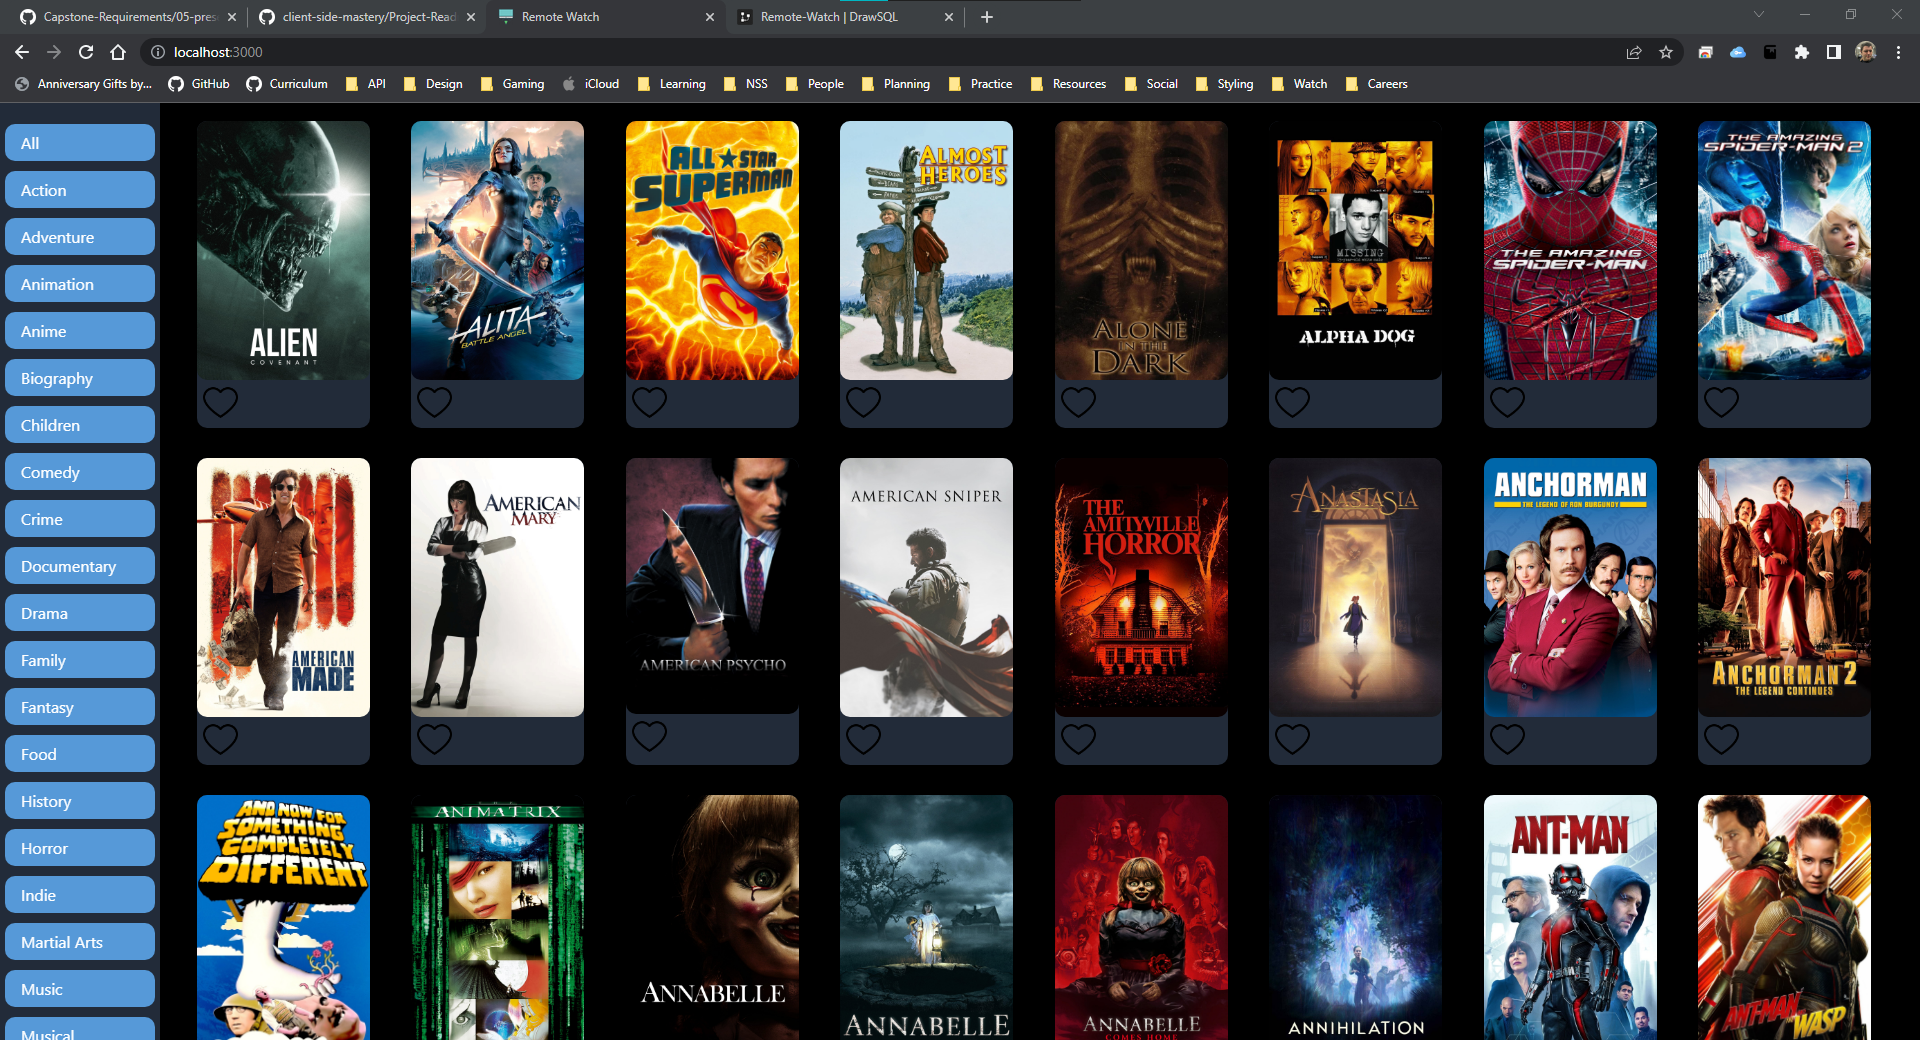 Capstone-Requirements/05-pres
client-side-mastery/Project-Read
Remote Watch
Remote-Watch | DrawSQL
localhost:3000
Anniversary Gifts by...
GitHub
Curriculum
API
Design
Gaming
iCloud
Learning
NSS
People
Planning
Practice
Resources
Social
Styling
Watch
Careers
All
Action
Adventure
Animation
Anime
Biography
Children
Comedy
Crime
Documentary
Drama
Family
Fantasy
Food
History
Horror
Indie
Martial Arts
Music
Musical
ALIEN
COVENANT
ALITA
BATTLE ANGEL
ALL STAR
SUPERMAN
ALMOST
HEROES
ALONE
IN THE
DARK
MISSING
ALPHA DOG
THE AMAZING
SPIDER-MAN
THE AMAZING
SPIDER-MAN 2
AMERICAN
MADE
AMERICAN
MARY
AMERICAN PSYCHO
AMERICAN SNIPER
THE
AMITYVILLE
HORROR
ANASTASIA
ANCHORMAN
THE LEGEND OF RON BURGUNDY
ANCHORMAN 2
THE LEGEND CONTINUES
AND NOW FOR
SOMETHING
COMPLETELY
DIFFERENT
ANIMATRIX
ANNABELLE
ANNABELLE
ANNABELLE
COMES HOME
ANNIHILATION
ANT-MAN
ANT-MAN
WASP